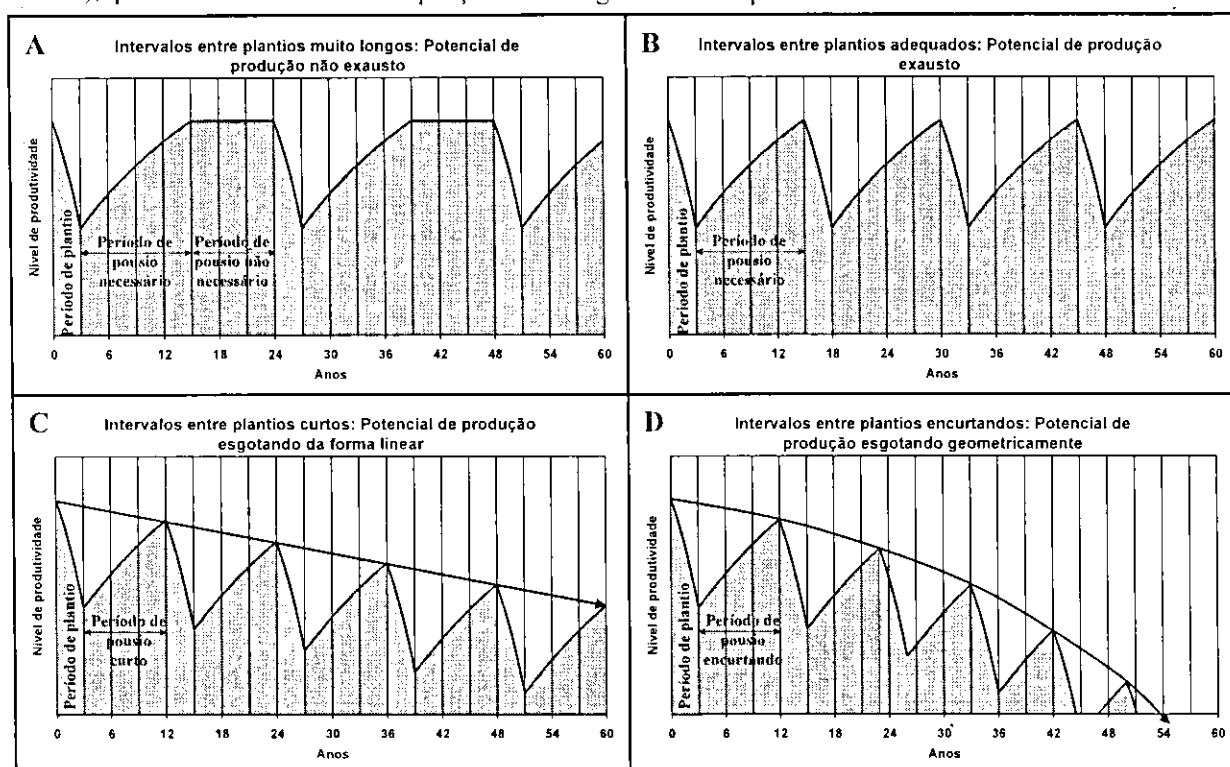 A
Intervalos entre plantios muito longos: Potencial de
produção não exausto
Nível de produtividade
Período de plantio
Período de
pousio
necessário
Período de
pousio não
necessário
0 6 12 18 24 30 36 42 48 54 60
Anos
B
Intervalos entre plantios adequados: Potencial de produção
exausto
Nível de produtividade
Período de plantio
Período de
pousio
necessário
0 6 12 18 24 30 36 42 48 54 60
Anos
C
Intervalos entre plantios curtos: Potencial de produção
esgotando da forma linear
Nível de produtividade
Período de plantio
Período de
pousio
curto
0 6 12 18 24 30 36 42 48 54 60
Anos
D
Intervalos entre plantios encurtandos: Potencial de
produção esgotando geometricamente
Nível de produtividade
Período de plantio
Período de
pousio
encurtando
0 6 12 18 24 30 36 42 48 54 60
Anos